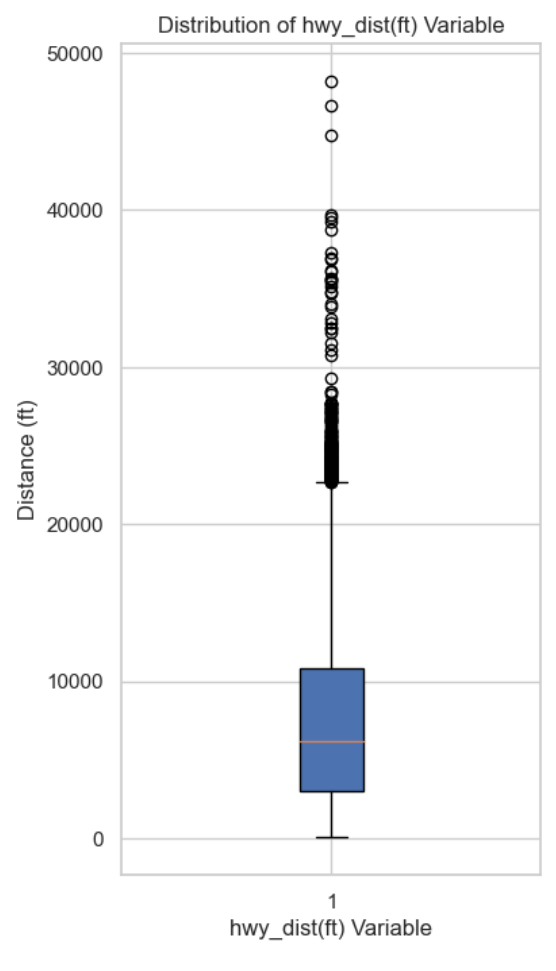 Distribution of hwy_dist(ft) Variable
50000
40000
30000
20000
10000
0
Distance (ft)
1
hwy_dist(ft) Variable